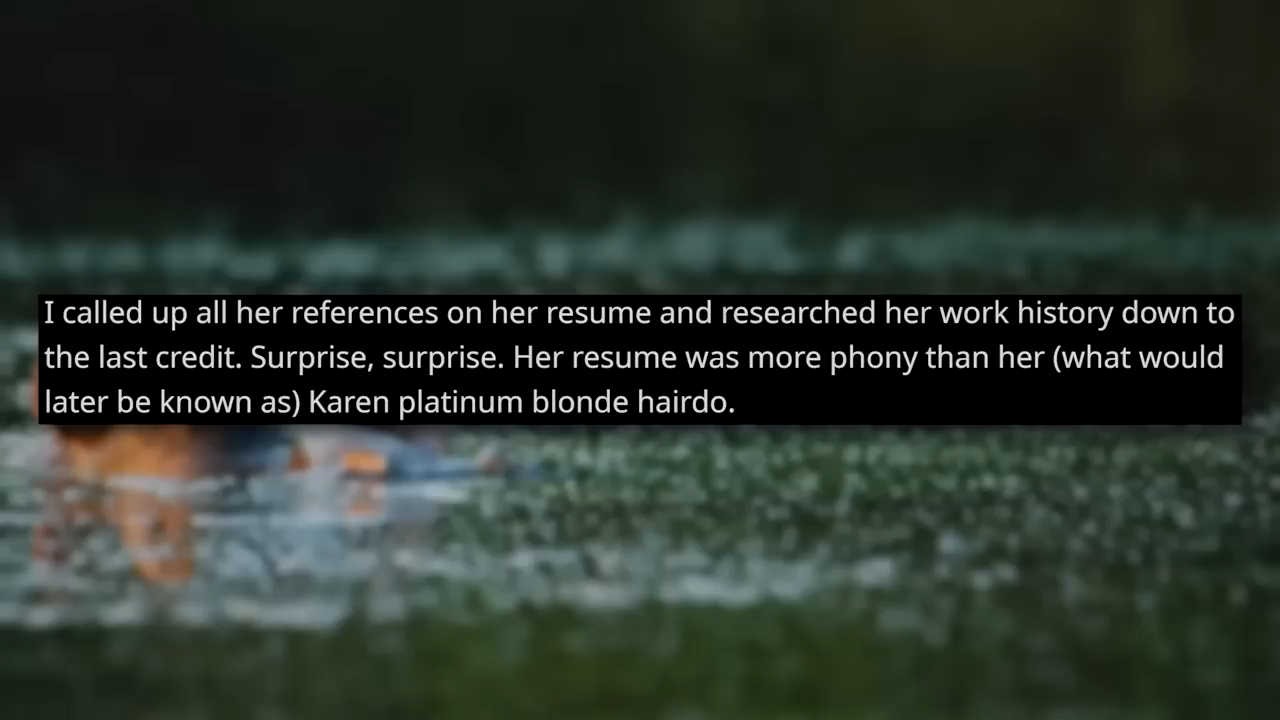 I called up all her references on her resume and researched her work history down to
the last credit. Surprise, surprise. Her resume was more phony than her (what would
later be known as) Karen platinum blonde hairdo.